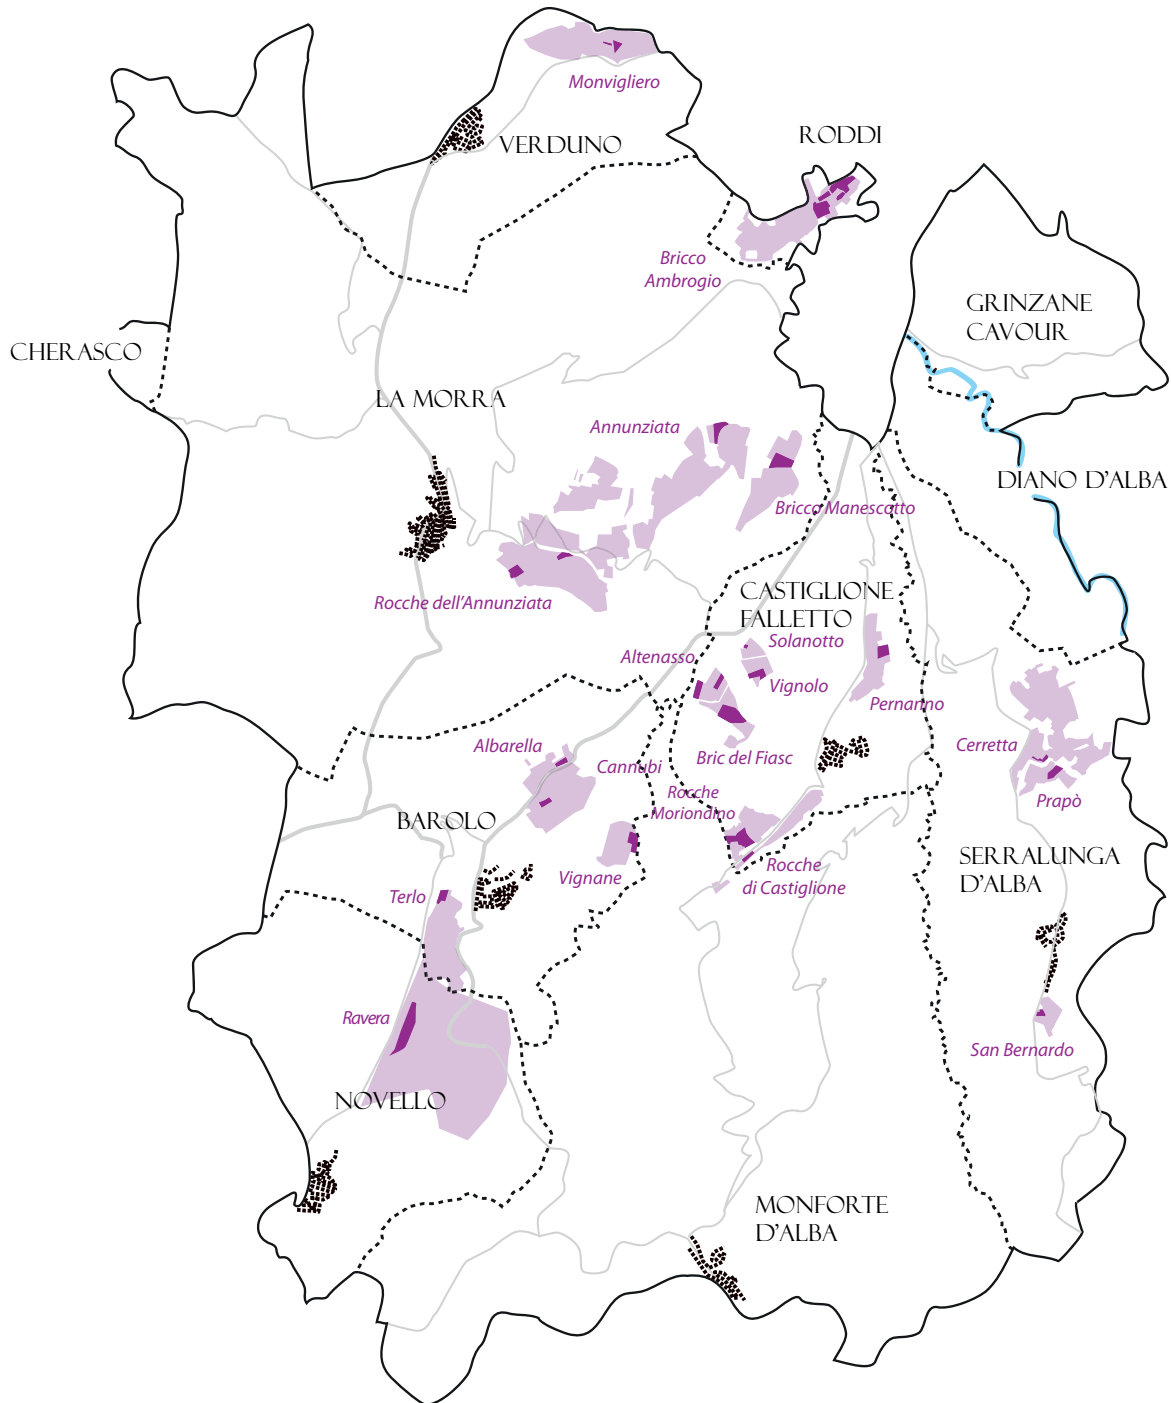 Monvigliero
VERDUNO
RODDI
Bricco
Ambrogio
GRINZANE
CAVOUR
CHERASCO
LA MORRA
Annunziata
DIANO D'ALBA
Bricco Manescotto
CASTIGLIONE
FALLETTO
Rocche dell'Annunziata
Solanotto
Altenasso
Vignolo
Pernanno
Albarella
Cerretta
Bric del Fiasc
Cannubi
Rocche
Moriondino
Prapò
BAROLO
SERRALUNGA
D'ALBA
Vignane
Rocche
di Castiglione
Terlo
Ravera
San Bernardo
NOVELLO
MONFORTE
D'ALBA